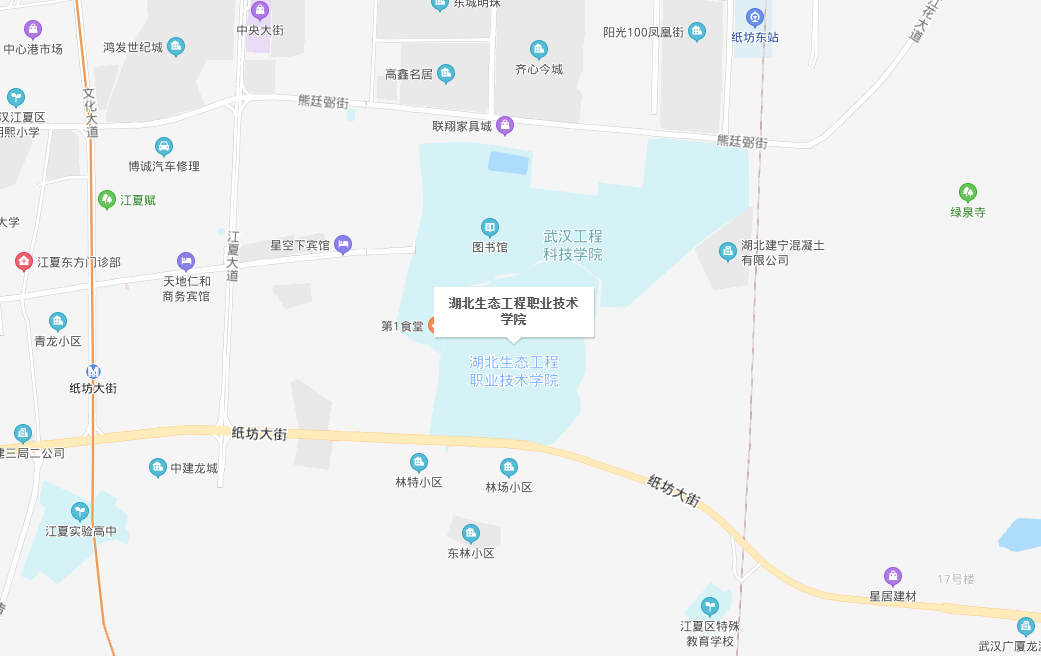 东城明珠
中央大街
中心港市场
鸿发世纪城
阳光100凤凰街
纸坊东站
花大道
齐心今城
高鑫名居
熊廷弼街
文化大道
汉江夏区
联翔家具城
熊廷弼街
博诚汽车修理
江夏赋
绿泉寺
大学
江夏大道
星空下宾馆
图书馆
武汉工程
科技学院
湖北建宁混凝土
有限公司
江夏东方门诊部
天地仁和
商务宾馆
湖北生态工程职业技术
学院
第1食堂
青龙小区
湖北生态工程
职业技术学院
纸坊大街
纸坊大街
建三局二公司
中建龙城
林特小区
林场小区
纸坊大街
江夏实验高中
东林小区
星居建材
17号楼
江夏区特殊
教育学校
武汉广厦龙